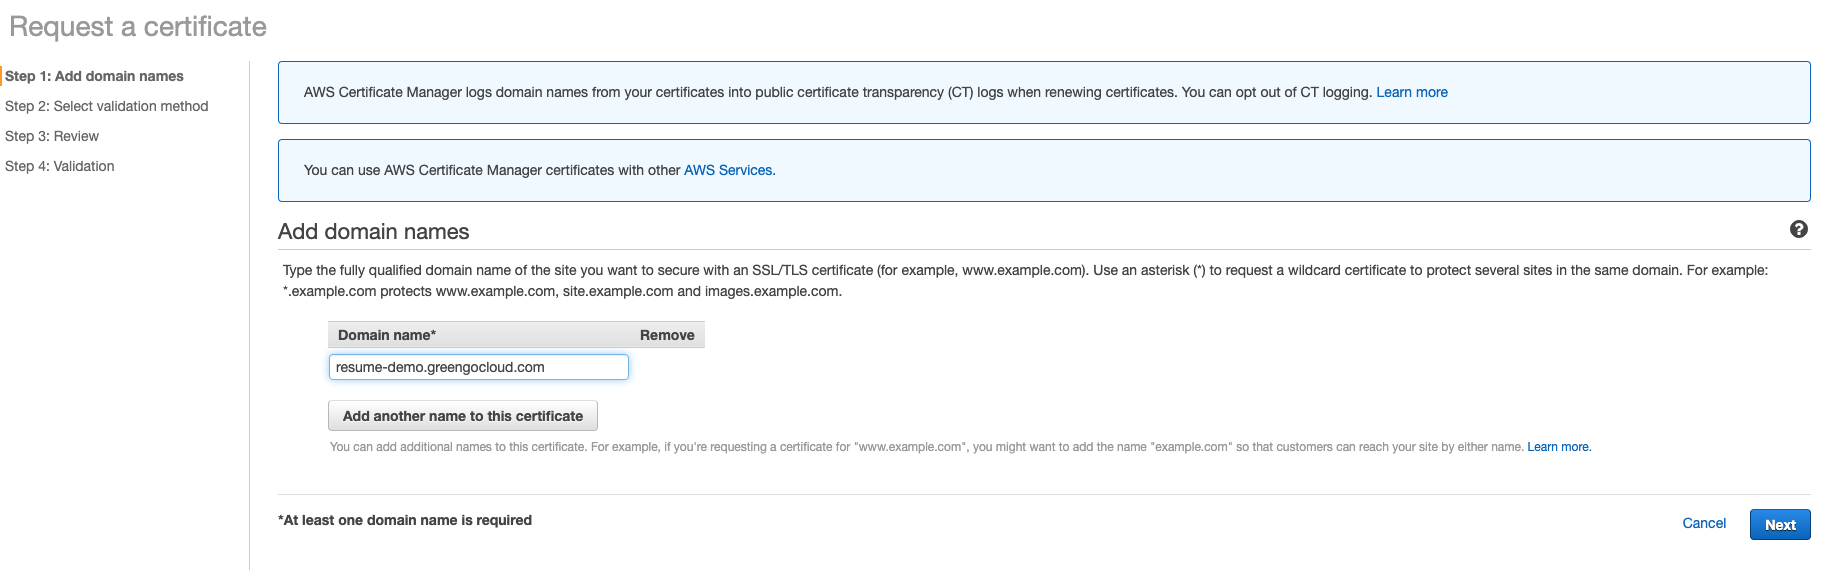 Request a certificate
Step 1: Add domain names
Step 2: Select validation method
Step 3: Review
Step 4: Validation
AWS Certificate Manager logs domain names from your certificates into public certificate transparency (CT) logs when renewing certificates. You can opt out of CT logging. Learn more
You can use AWS Certificate Manager certificates with other AWS Services.
Add domain names
Type the fully qualified domain name of the site you want to secure with an SSL/TLS certificate (for example, www.example.com). Use an asterisk (*) to request a wildcard certificate to protect several sites in the same domain. For example:
*.example.com protects www.example.com, site.example.com and images.example.com.
Domain name* Remove
resume-demo.greengocloud.com
Add another name to this certificate
You can add additional names to this certificate. For example, if you're requesting a certificate for "www.example.com", you might want to add the name "example.com" so that customers can reach your site by either name. Learn more.
*At least one domain name is required
Cancel Next